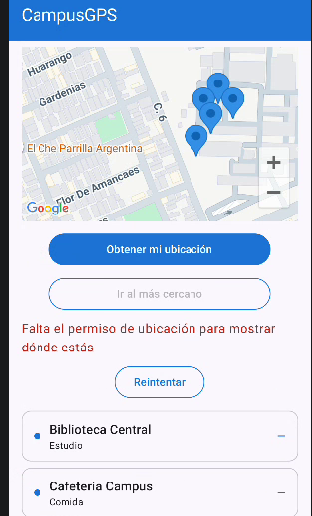 CampusGPS
Huarango
Gardenias
C. 6
El Che Parrilla Argentina
Flor De Amancaes
+
−
Google
Obtener mi ubicación
Ir al más cercano
Falta el permiso de ubicación para mostrar
dónde estás
Reintentar
Biblioteca Central
Estudio
—
Cafeteria Campus
Comida
—